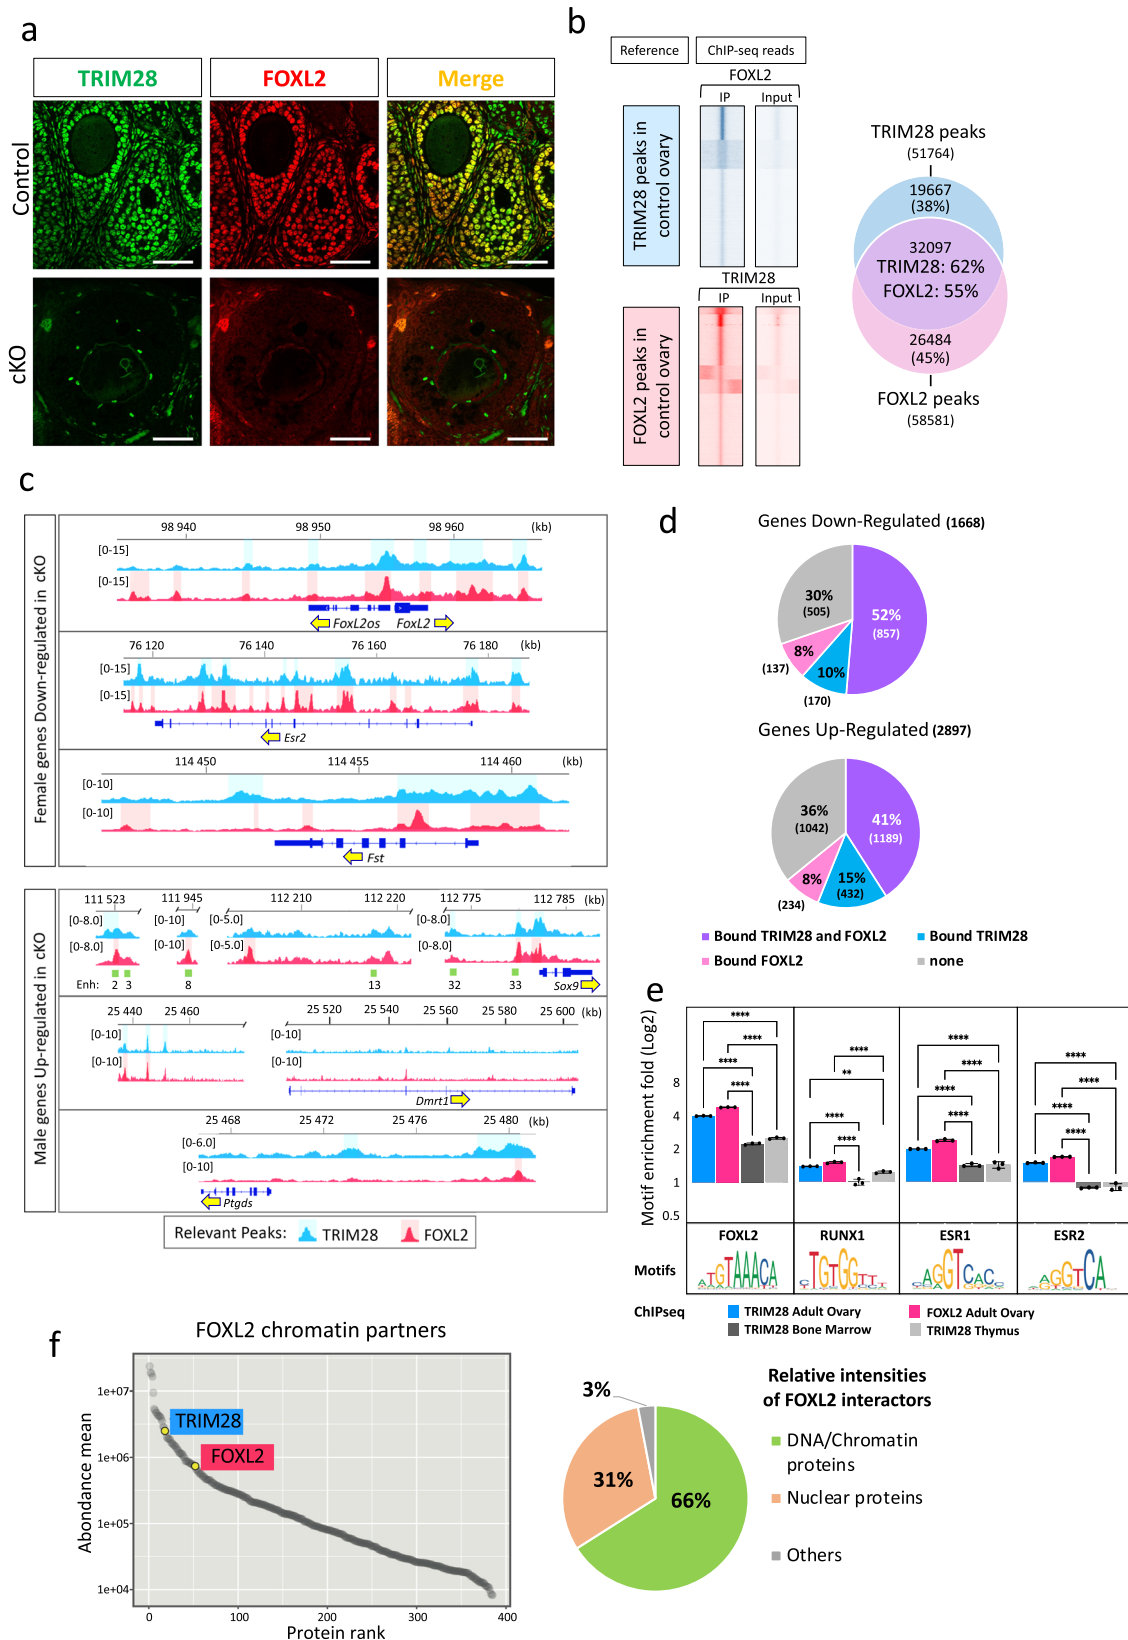 a
TRIM28 FOXL2 Merge
Control
cKO
b
Reference ChIP-seq reads
FOXL2
IP Input
TRIM28 peaks in control ovary
TRIM28
IP Input
FOXL2 peaks in control ovary
TRIM28 peaks
(51764)
19667
(38%)
32097
TRIM28: 62%
FOXL2: 55%
26484
(45%)
FOXL2 peaks
(58581)
c
Female genes Down-regulated in cKO
98 940 98 950 98 960 (kb)
[0-15]
[0-15]
FoxL2os FoxL2
76 120 76 140 76 160 76 180 (kb)
[0-15]
[0-15]
Esr2
114 450 114 455 114 460 (kb)
[0-10]
[0-10]
Fst
Male genes Up-regulated in cKO
111 523 111 945 112 210 112 220 112 775 112 785 (kb)
[0-8.0] [0-10] [0-5.0] [0-8.0]
[0-8.0] [0-10] [0-5.0] [0-8.0]
Enh: 2 3 8 13 32 33 Sox9
25 440 25 460 25 520 25 540 25 560 25 580 25 600 (kb)
[0-10] [0-10]
[0-10] [0-10]
Dmrt1
25 468 25 472 25 476 25 480 (kb)
[0-6.0]
[0-10]
Ptgds
Relevant Peaks: TRIM28 FOXL2
d
Genes Down-Regulated (1668)
30%
(505)
52%
(857)
8%
(137)
10%
(170)
Genes Up-Regulated (2897)
36%
(1042)
41%
(1189)
8%
(234)
15%
(432)
Bound TRIM28 and FOXL2 Bound TRIM28
Bound FOXL2 none
e
Motif enrichment fold (Log2)
8
4
2
1
0.5
**** **** **** ****
**** ** **** ****
**** **** **** ****
**** **** **** ****
FOXL2 RUNX1 ESR1 ESR2
Motifs
ATGTAAACA CTGTGGTTT CAGGTCACC AGGTCA
ChIPseq
TRIM28 Adult Ovary FOXL2 Adult Ovary
TRIM28 Bone Marrow TRIM28 Thymus
f
FOXL2 chromatin partners
Abondance mean
1e+07
1e+06
1e+05
1e+04
TRIM28
FOXL2
0 100 200 300 400
Protein rank
Relative intensities
of FOXL2 interactors
3%
31%
66%
DNA/Chromatin
proteins
Nuclear proteins
Others